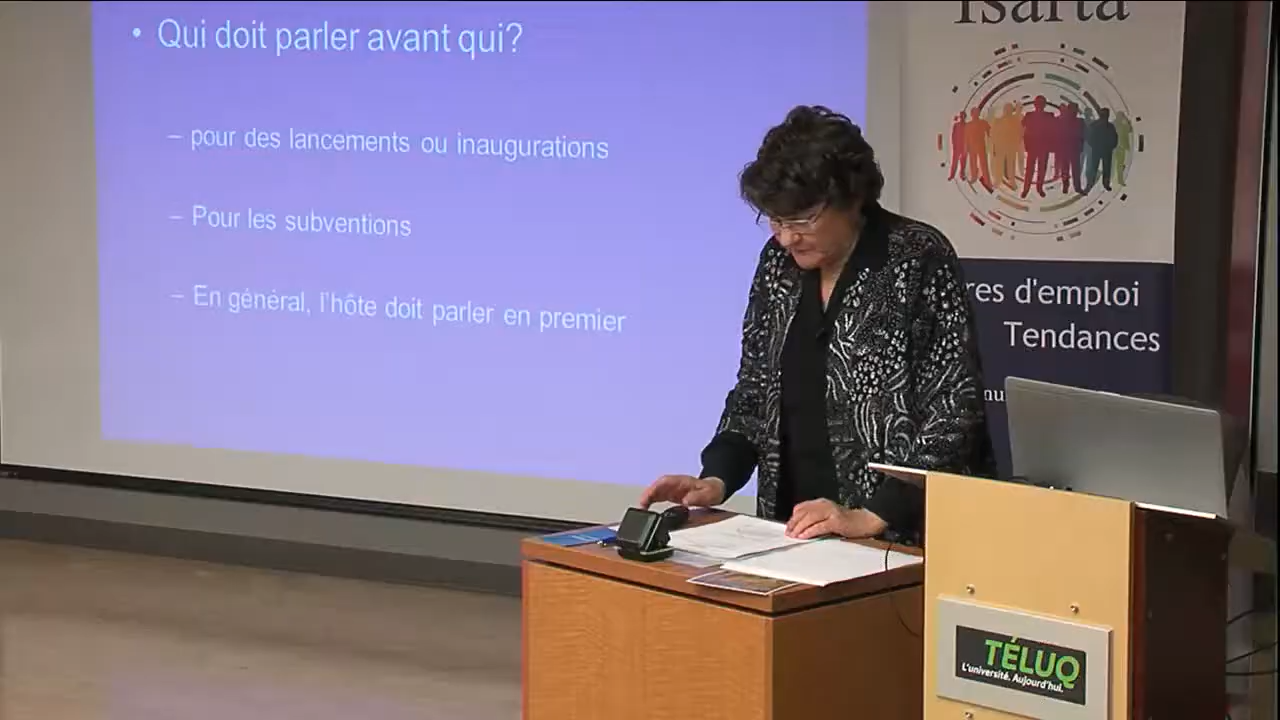 • Qui doit parler avant qui?
– pour des lancements ou inaugurations
– Pour les subventions
– En général, l'hôte doit parler en premier
Isarta
res d'emploi
Tendances
TÉLUQ
L'université. Aujourd'hui.